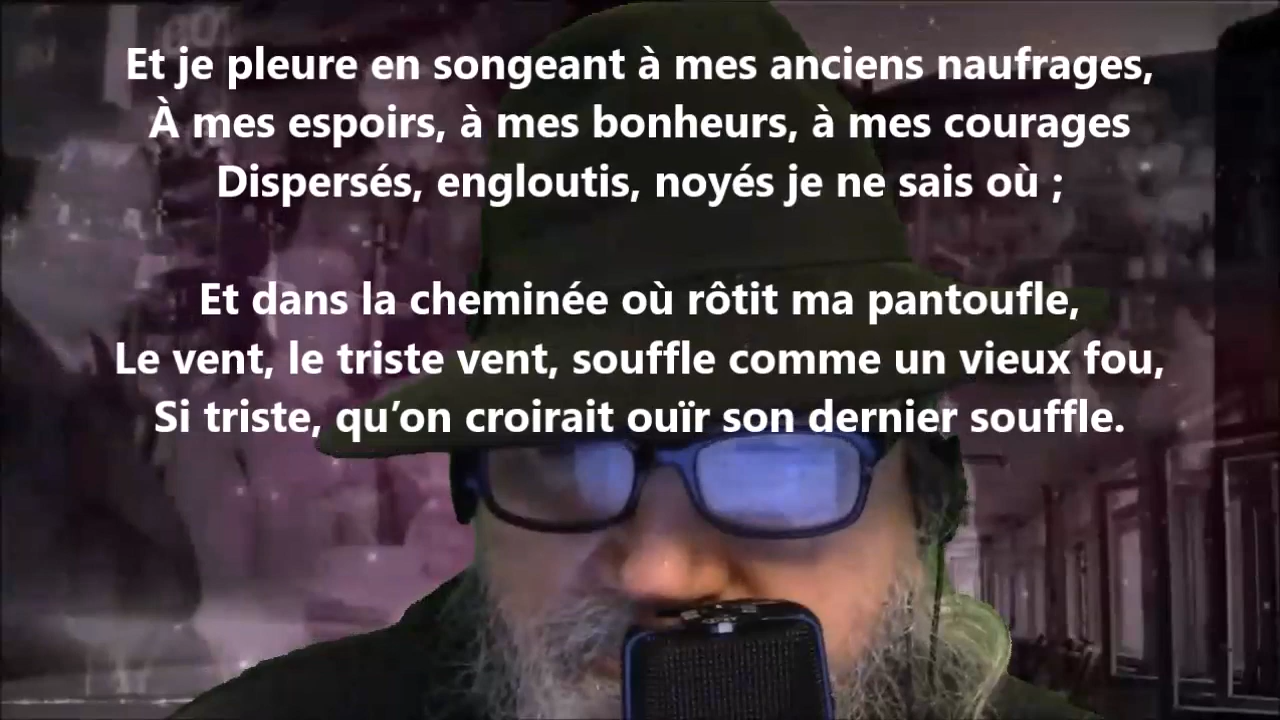 Et je pleure en songeant à mes anciens naufrages,
À mes espoirs, à mes bonheurs, à mes courages
Dispersés, engloutis, noyés je ne sais où ;
Et dans la cheminée où rôtit ma pantoufle,
Le vent, le triste vent, souffle comme un vieux fou,
Si triste, qu’on croirait ouïr son dernier souffle.